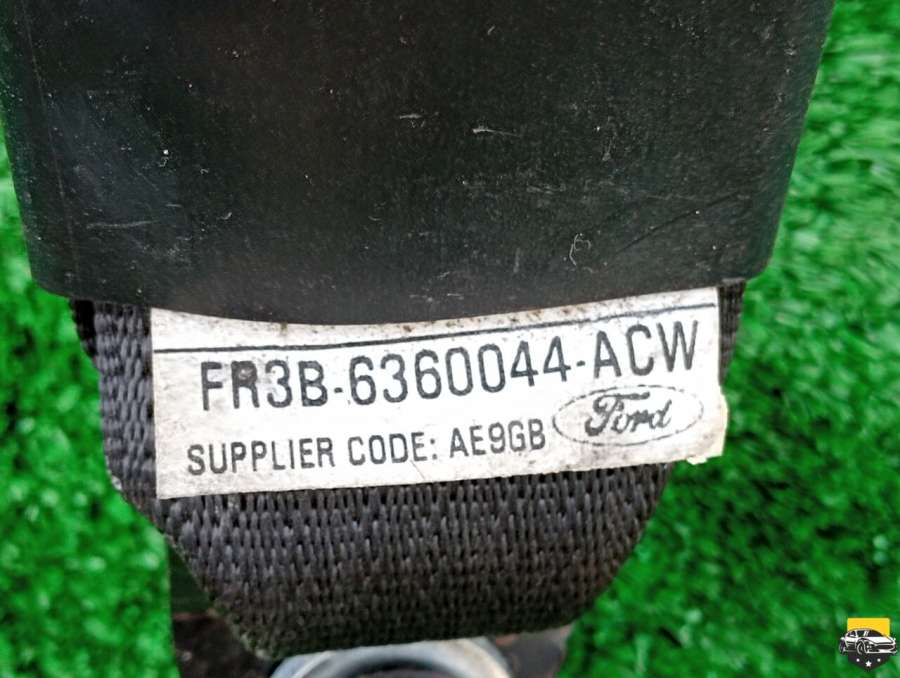 FR3B-6360044-ACW
SUPPLIER CODE: AE9GB Ford